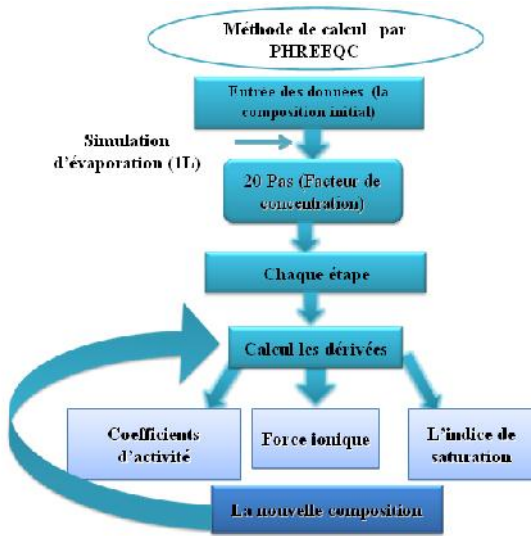 Méthode de calcul par
PHREEQC
Entrée des données (la
composition initial)
Simulation
d'évaporation (1L)
20 Pas (Facteur de
concentration)
Chaque étape
Calcul les dérivées
Coefficients
d'activité
Force ionique
L'indice de
saturation
La nouvelle composition